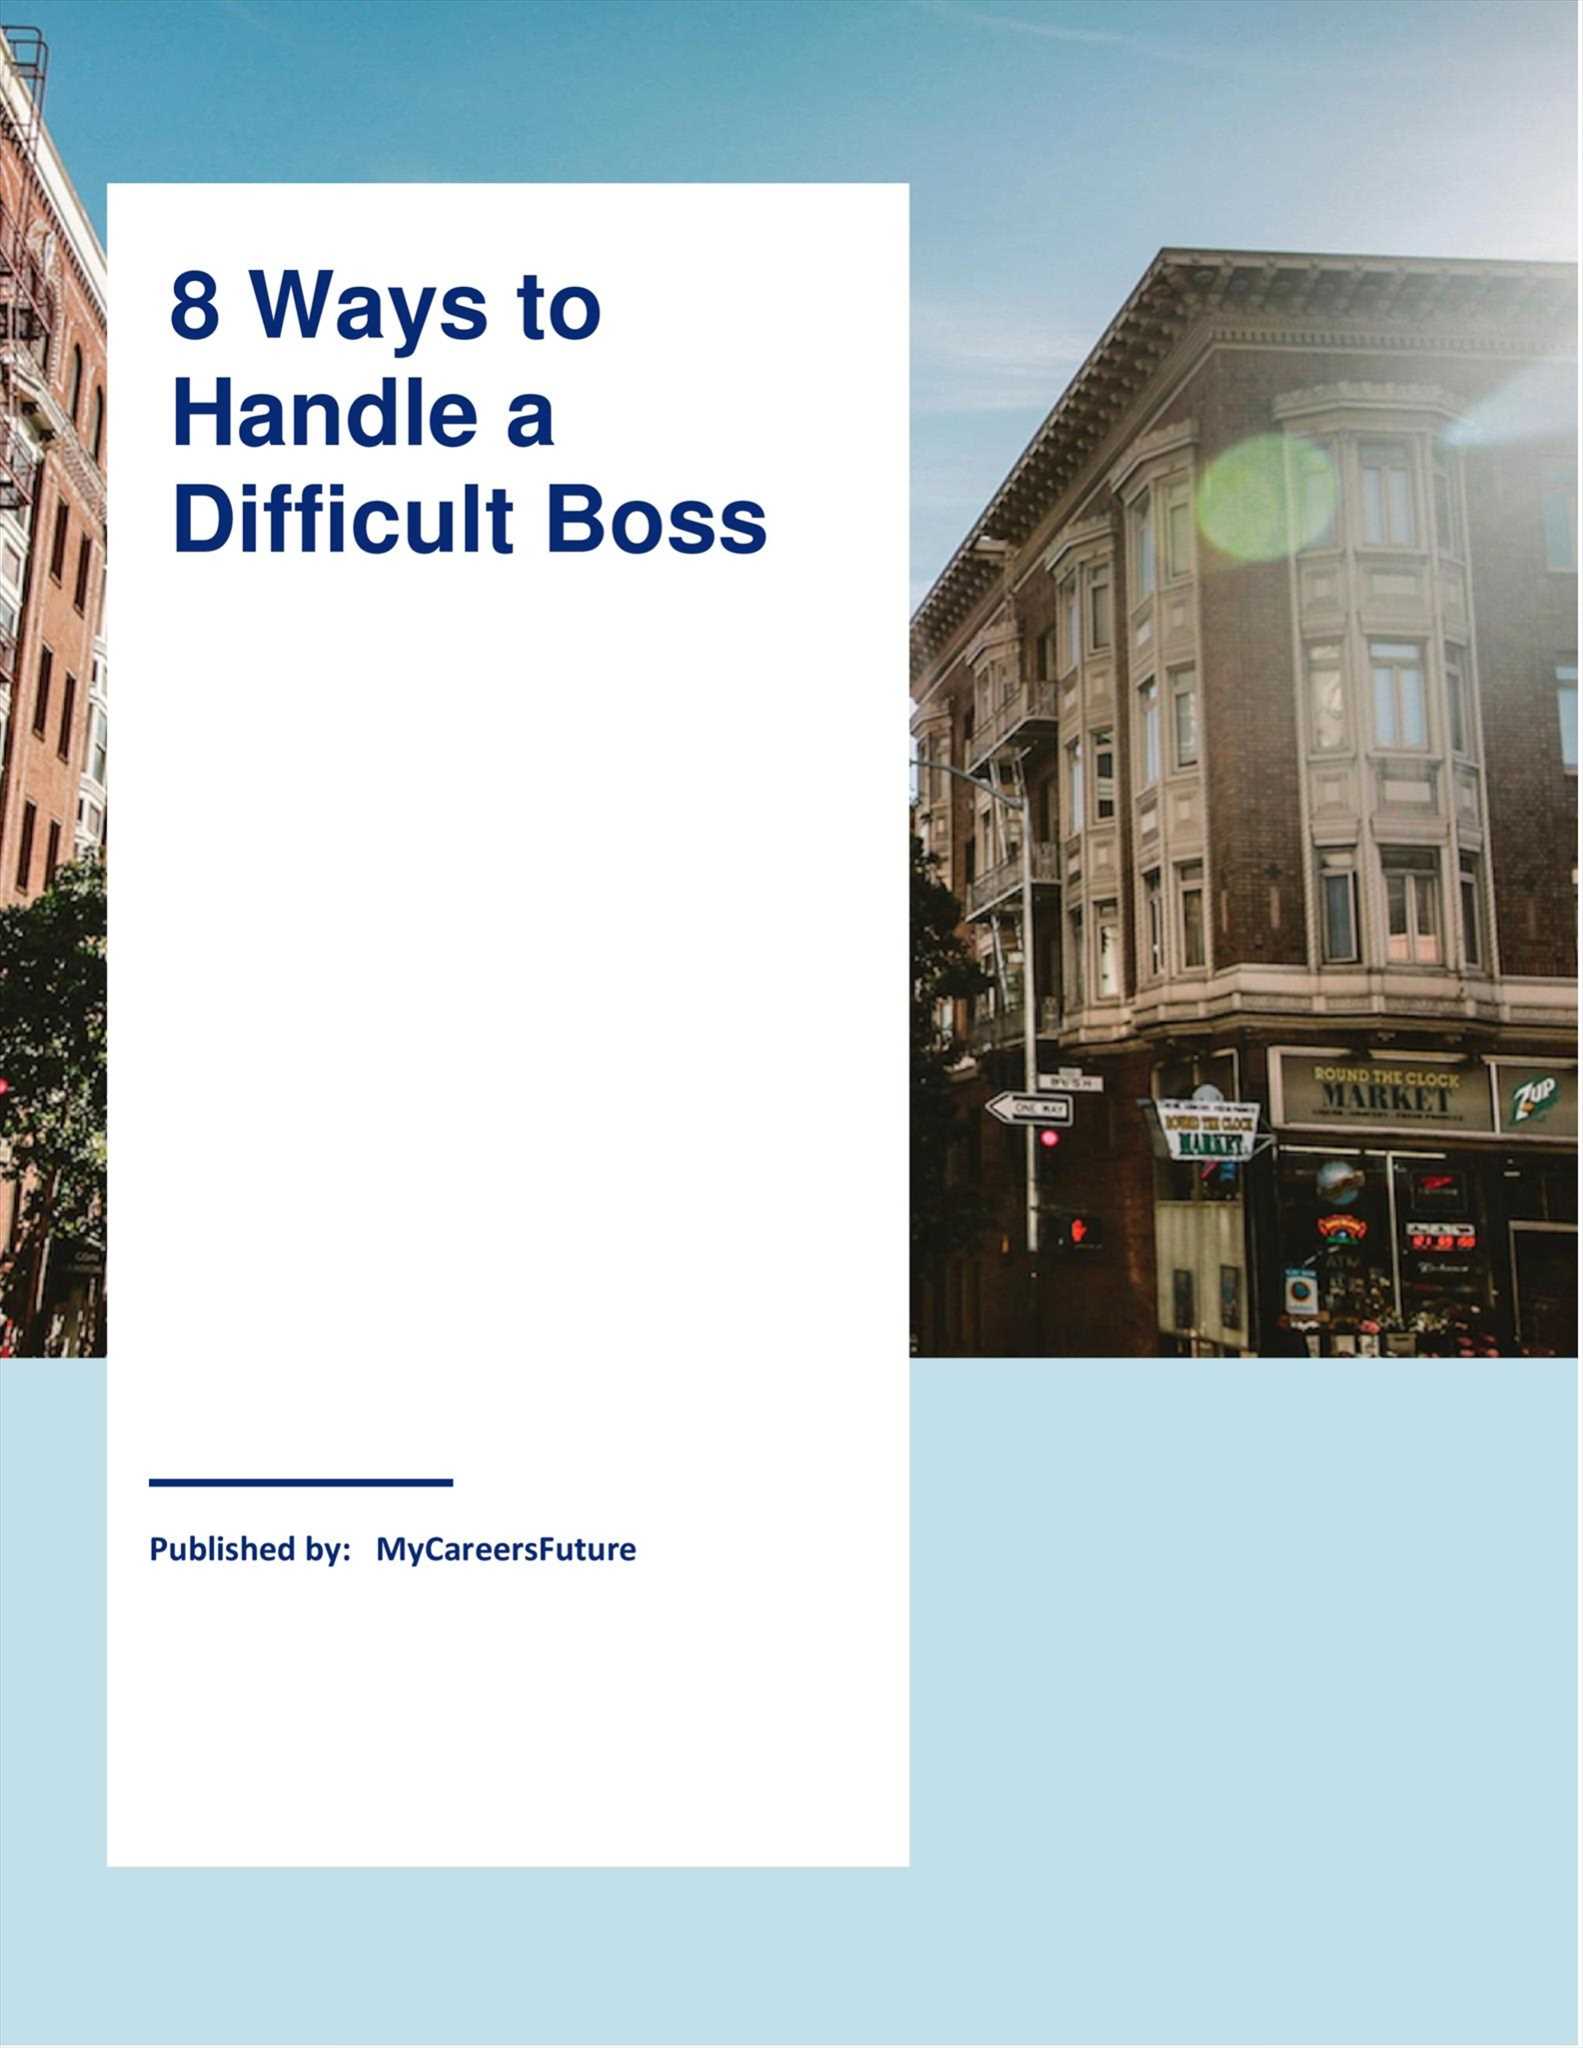 8 Ways to
Handle a
Difficult Boss
ROUND THE CLOCK
MARKET
7UP
BUSH
ONE WAY
ROUND THE CLOCK
MARKET
ATM
Published by: MyCareersFuture